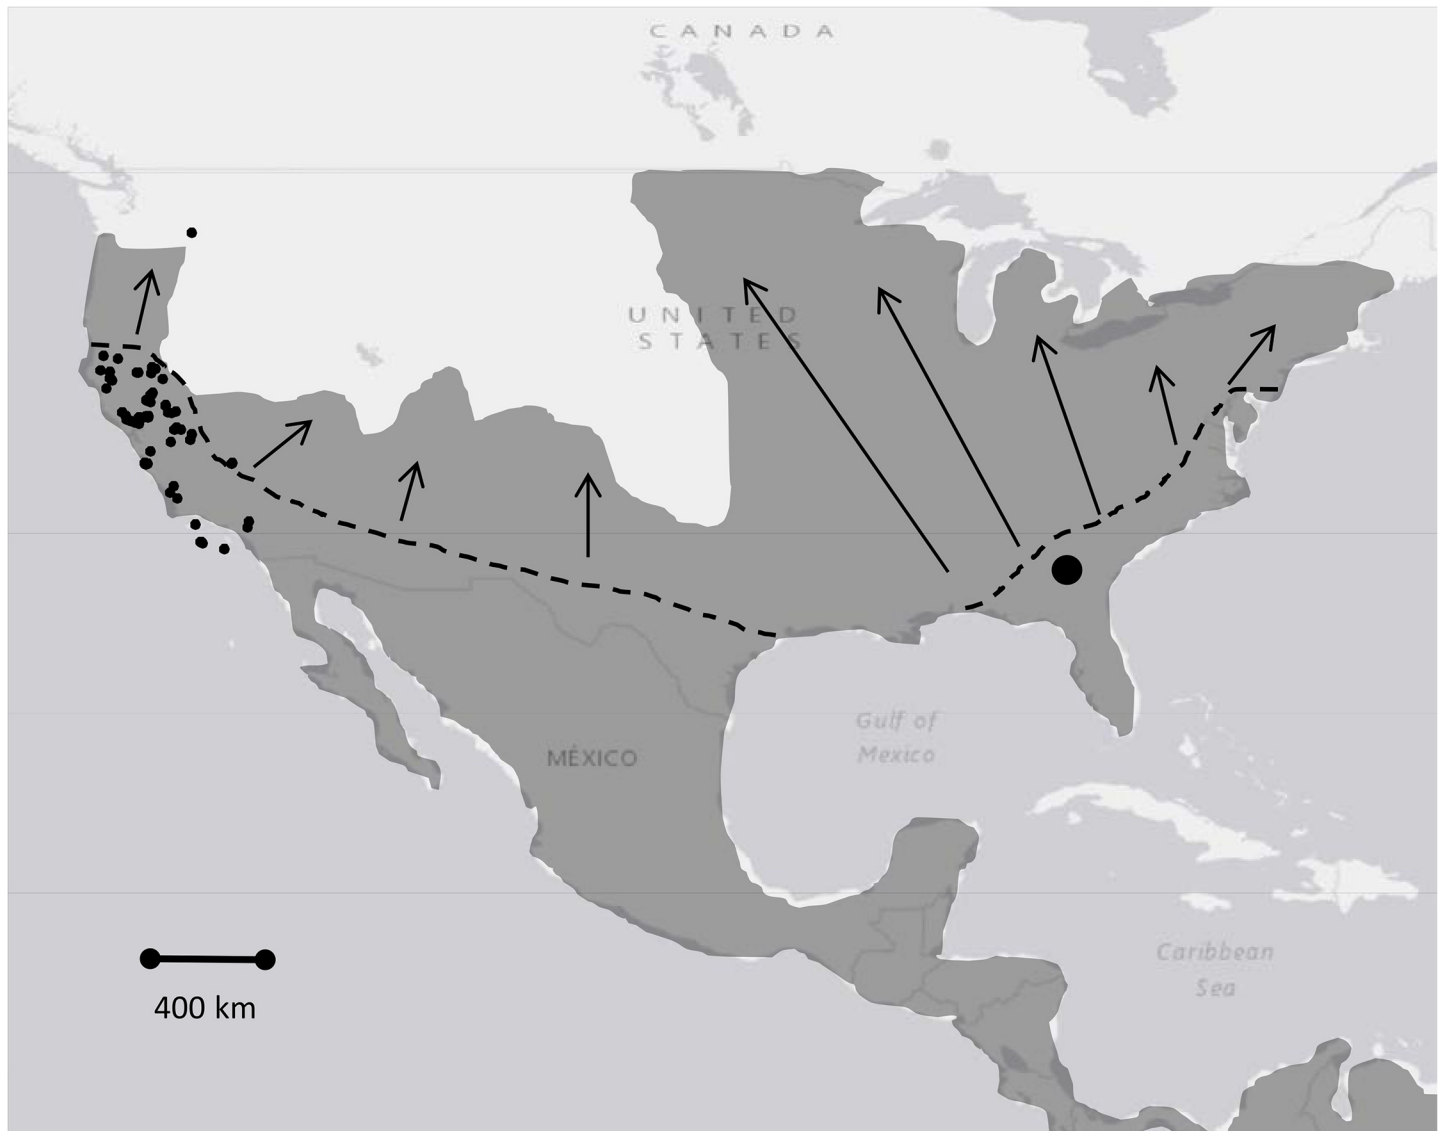 CANADA
UNITED
STATES
Gulf of
Mexico
MÉXICO
Caribbean
Sea
400 km